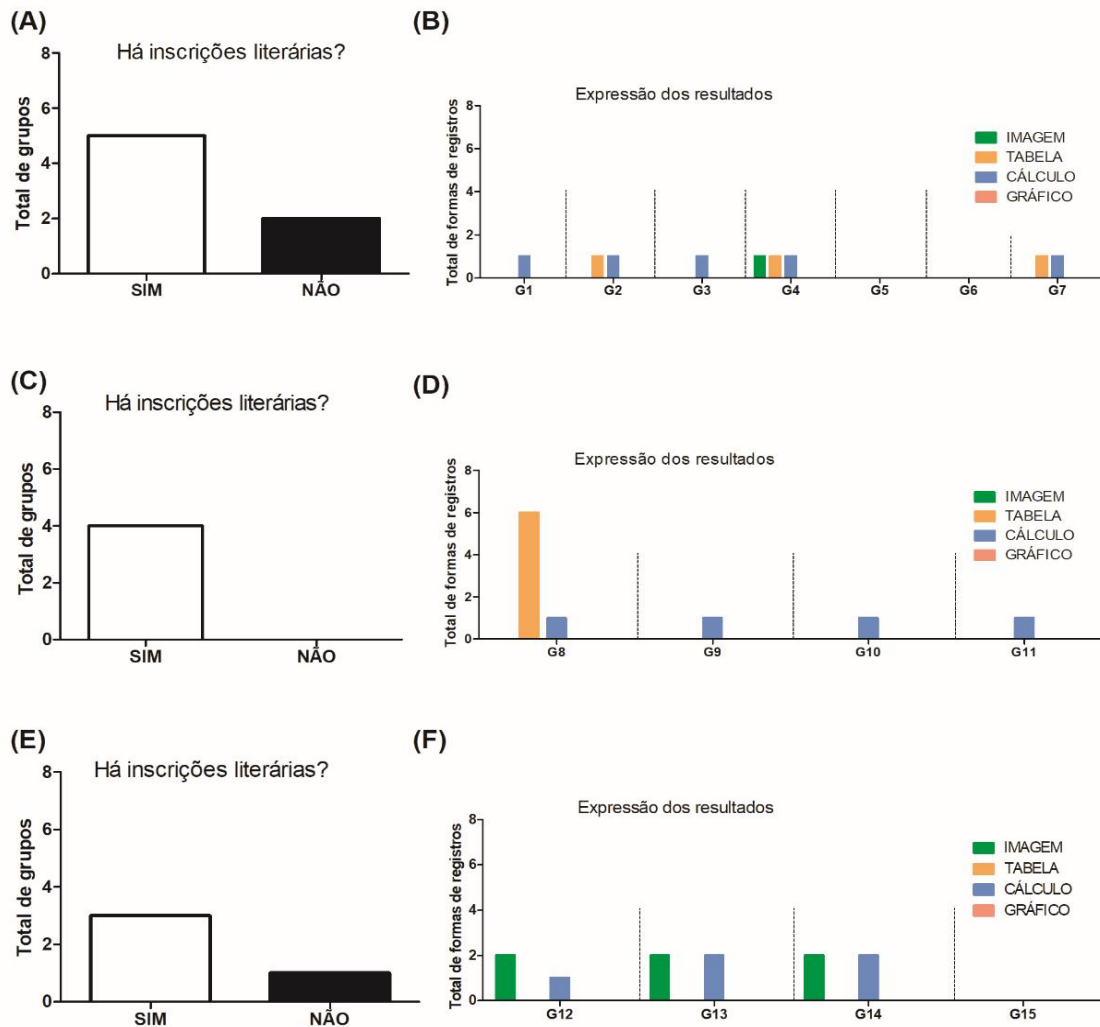 (A)
Há inscrições literárias?
Total de grupos
8
6
4
2
0
SIM
NÃO
(B)
Expressão dos resultados
Total de formas de registros
8
6
4
2
0
IMAGEM
TABELA
CÁLCULO
GRÁFICO
G1
G2
G3
G4
G5
G6
G7
(C)
Há inscrições literárias?
Total de grupos
8
6
4
2
0
SIM
NÃO
(D)
Expressão dos resultados
Total de formas de registros
8
6
4
2
0
IMAGEM
TABELA
CÁLCULO
GRÁFICO
G8
G9
G10
G11
(E)
Há inscrições literárias?
Total de grupos
8
6
4
2
0
SIM
NÃO
(F)
Expressão dos resultados
Total de formas de registros
8
6
4
2
0
IMAGEM
TABELA
CÁLCULO
GRÁFICO
G12
G13
G14
G15